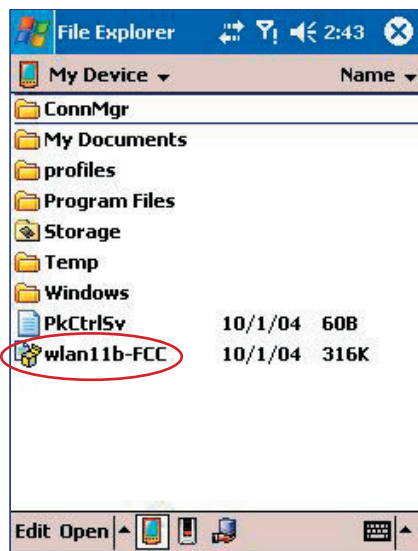 File Explorer 2:43
My Device Name
ConnMgr
My Documents
profiles
Program Files
Storage
Temp
Windows
PkCtrlSv 10/1/04 60B
wlan11b-FCC 10/1/04 316K
Edit Open